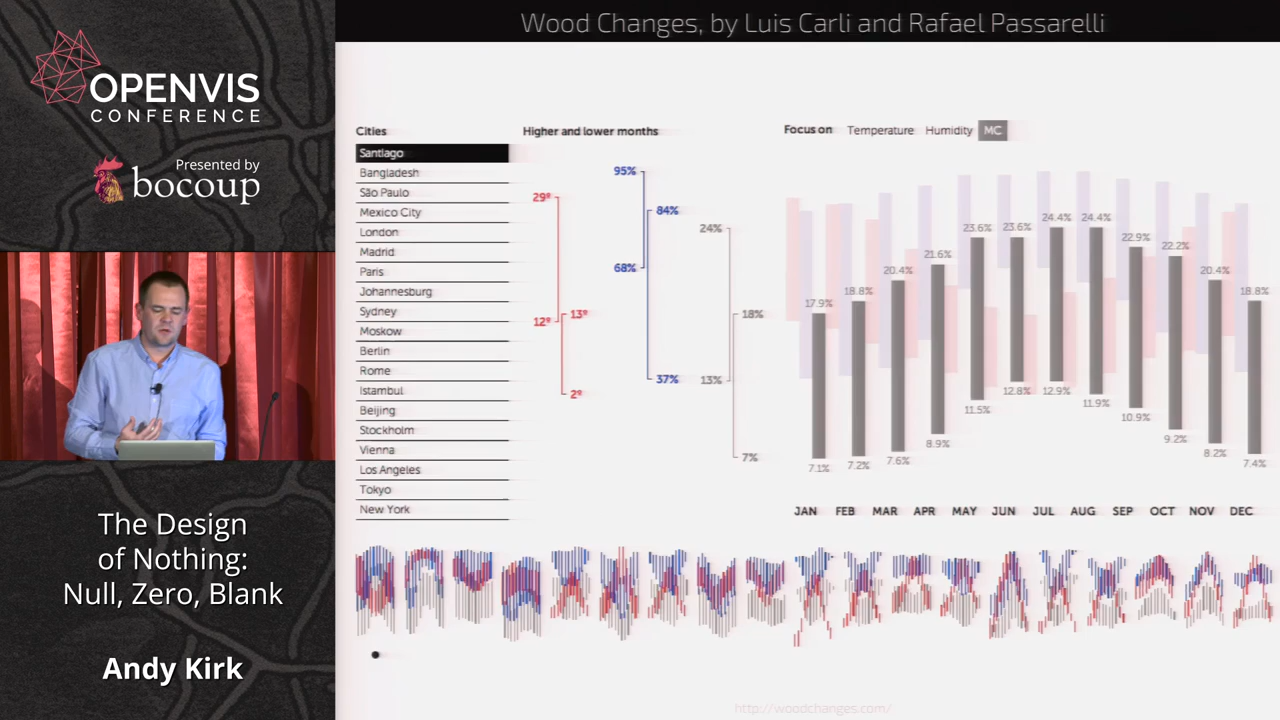 Wood Changes, by Luis Carli and Rafael Passarelli
OPENVIS
CONFERENCE
Presented by
bocoup
The Design
of Nothing:
Null, Zero, Blank
Andy Kirk
Cities
Santiago
Bangladesh
São Paulo
Mexico City
London
Madrid
Paris
Johannesburg
Sydney
Moskow
Berlin
Rome
Istambul
Beijing
Stockholm
Vienna
Los Angeles
Tokyo
New York
Higher and lower months
29º
12º
13º
2º
95%
84%
68%
37%
24%
18%
13%
7%
Focus on Temperature Humidity MC
17.9% 18.8% 20.4% 21.6% 23.6% 23.6% 24.4% 24.4% 22.9% 22.2% 20.4% 18.8%
7.1% 7.2% 7.6% 8.9% 11.5% 12.8% 12.9% 11.9% 10.9% 9.2% 8.2% 7.4%
JAN FEB MAR APR MAY JUN JUL AUG SEP OCT NOV DEC
http://woodchanges.com/